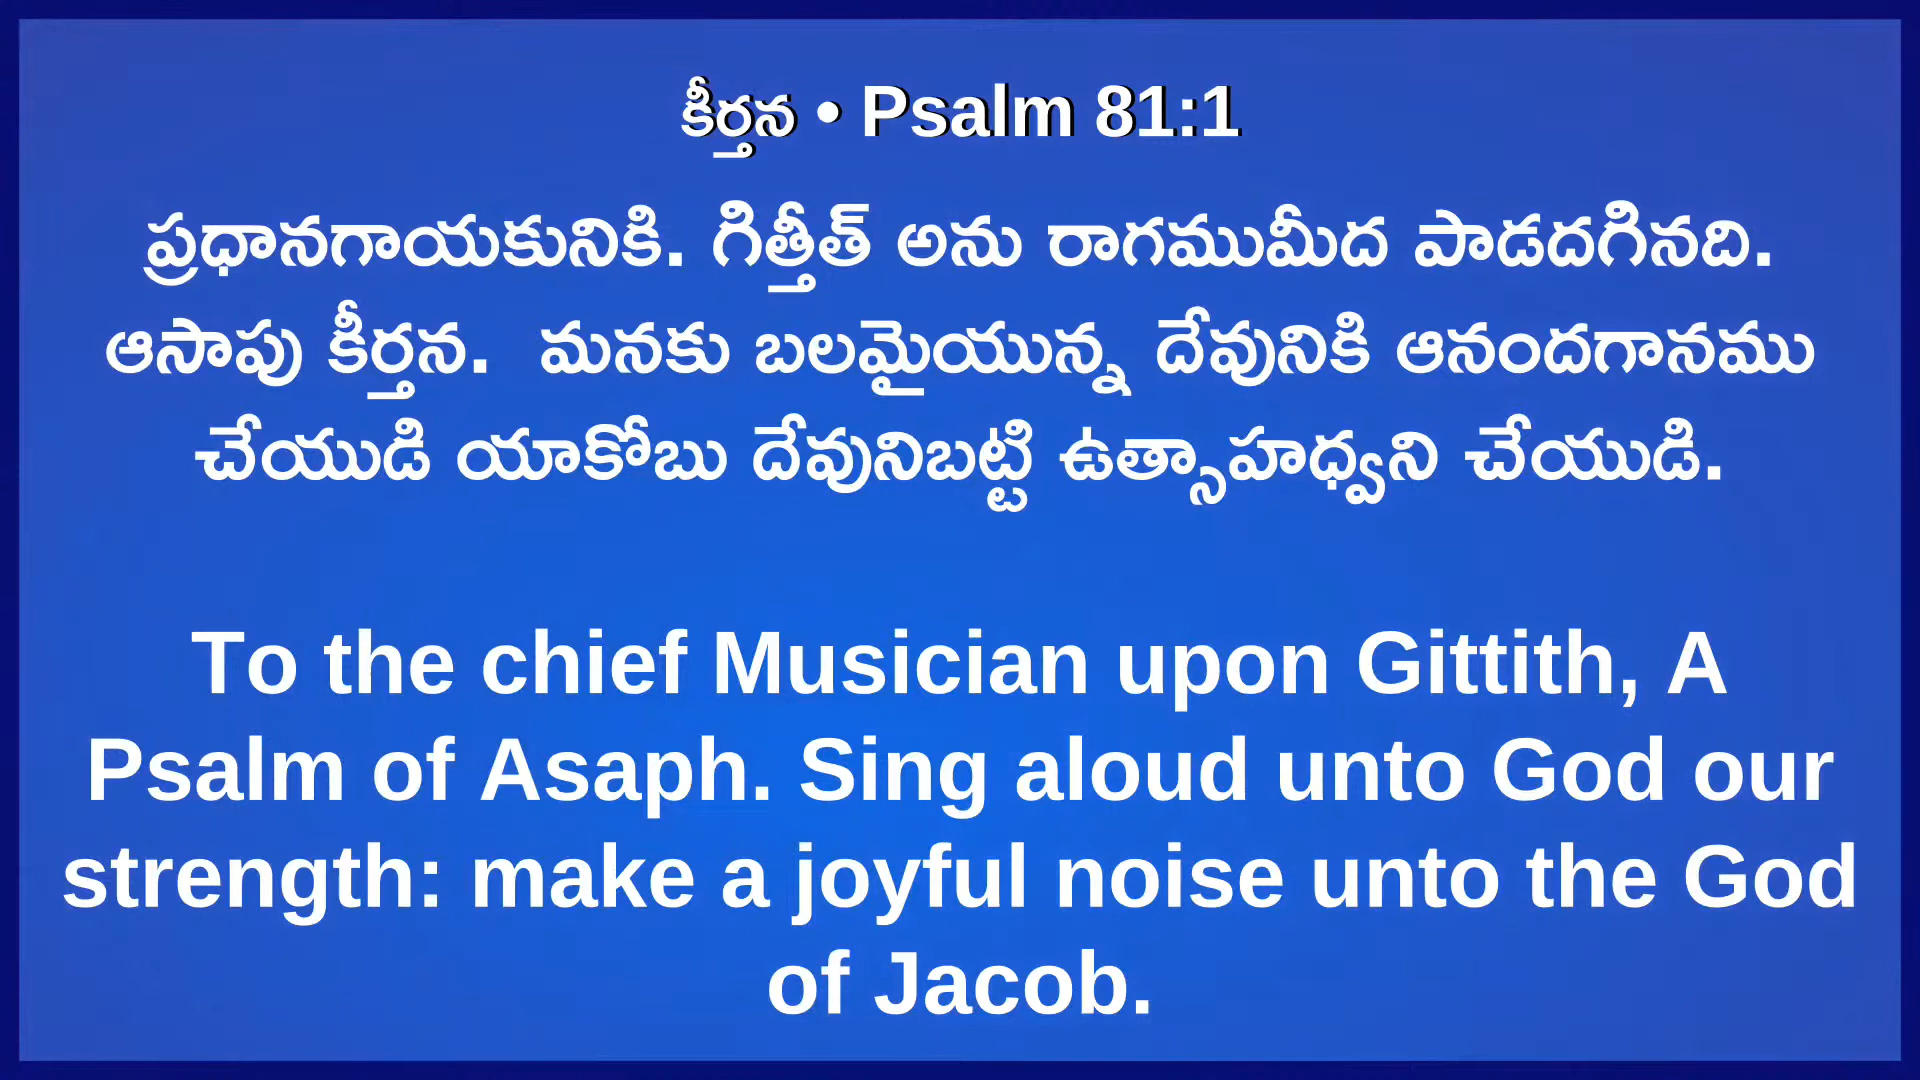 కీర్తన • Psalm 81:1
ప్రధానగాయకునికి. గిత్తీత్ అను రాగముమీద పాడదగినది.
ఆసాపు కీర్తన.  మనకు బలమైయున్న దేవునికి ఆనందగానము
చేయుడి యాకోబు దేవునిబట్టి ఉత్సాహధ్వని చేయుడి.
To the chief Musician upon Gittith, A
Psalm of Asaph. Sing aloud unto God our
strength: make a joyful noise unto the God
of Jacob.